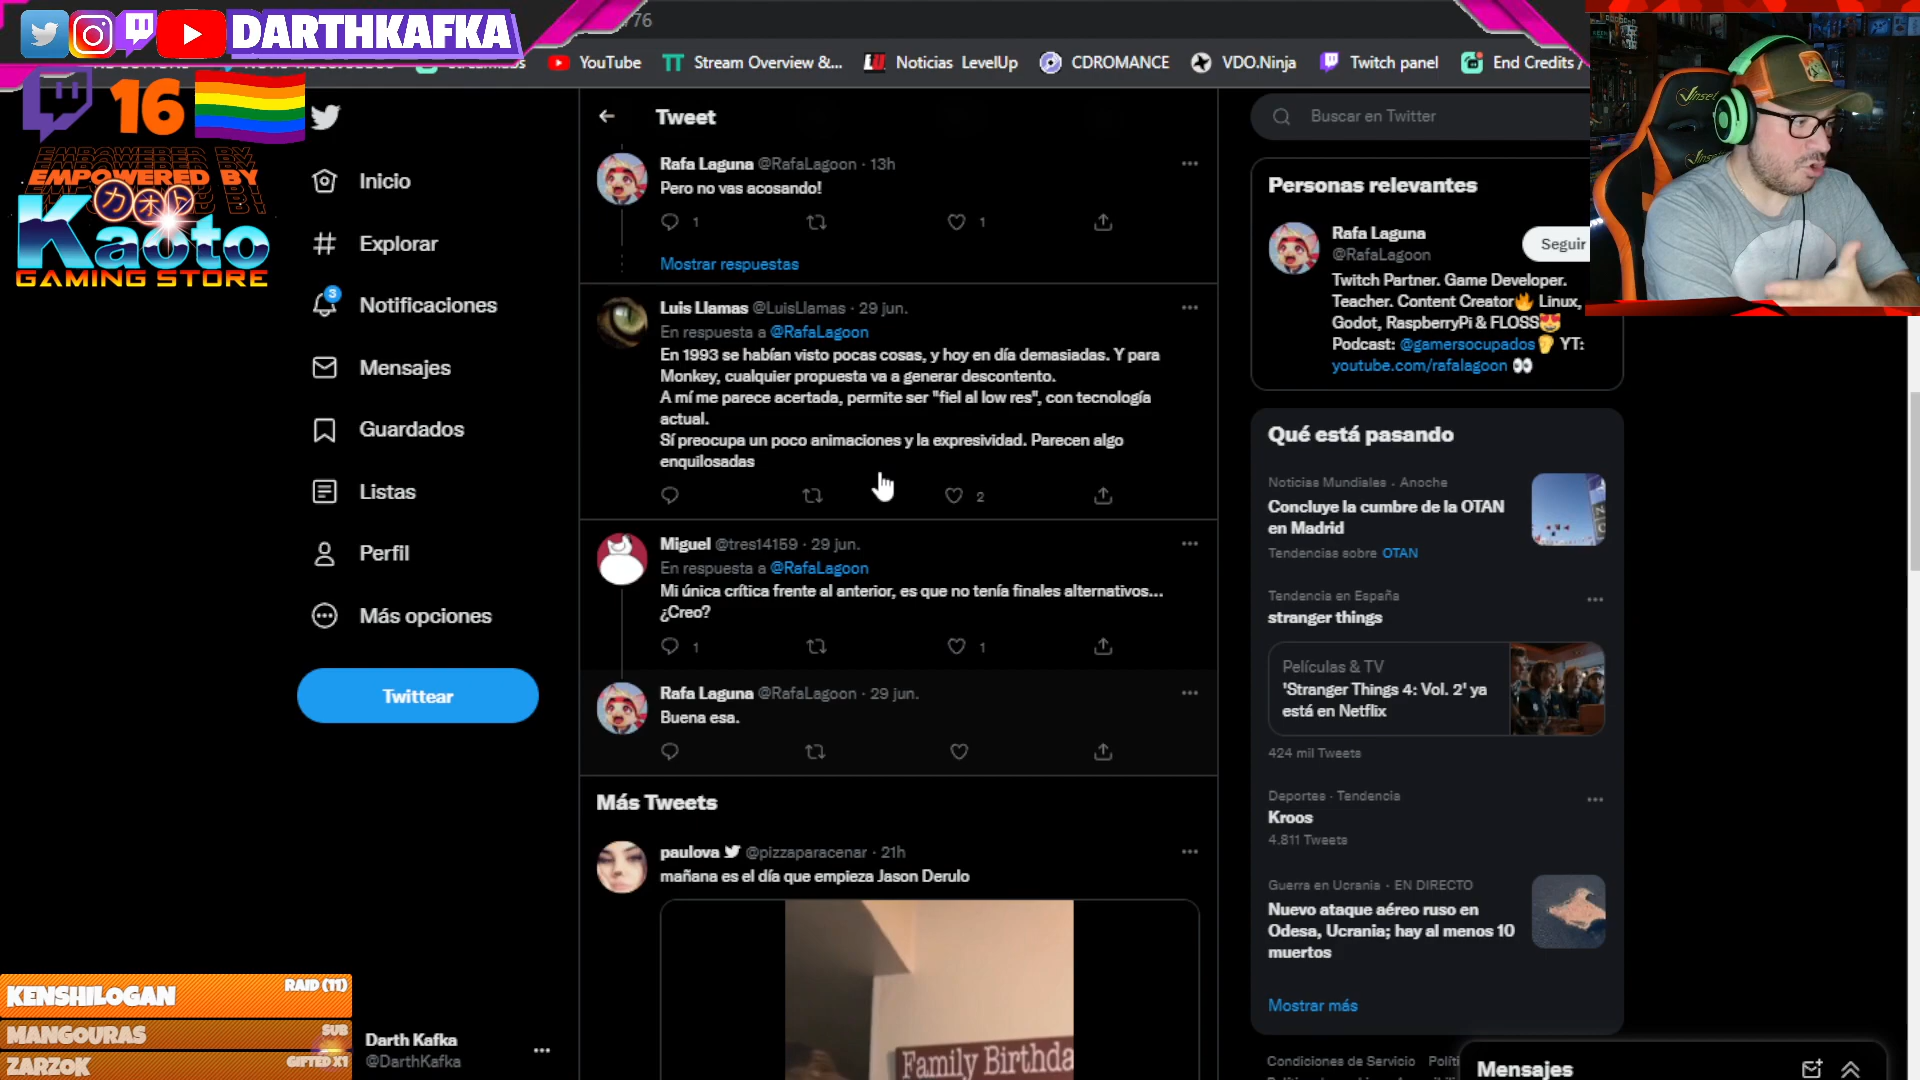 DARTHKAFKA
76
YouTube
Stream Overview &...
Noticias LevelUp
CDROMANCE
VDO.Ninja
Twitch panel
End Credits /
16
EMPOWERED BY
カオト
Kaoto
GAMING STORE
Inicio
Explorar
3
Notificaciones
Mensajes
Guardados
Listas
Perfil
Más opciones
Twittear
Tweet
Rafa Laguna @RafaLagoon · 13h
Pero no vas acosando!
1
1
Mostrar respuestas
Luis Llamas @LuisLlamas · 29 jun.
En respuesta a @RafaLagoon
En 1993 se habían visto pocas cosas, y hoy en día demasiadas. Y para
Monkey, cualquier propuesta va a generar descontento.
A mí me parece acertada, permite ser "fiel al low res", con tecnología
actual.
Sí preocupa un poco animaciones y la expresividad. Parecen algo
enquilosadas
2
Miguel @tres14159 · 29 jun.
En respuesta a @RafaLagoon
Mi única crítica frente al anterior, es que no tenía finales alternativos...
¿Creo?
1
1
Rafa Laguna @RafaLagoon · 29 jun.
Buena esa.
Más Tweets
paulova @pizzaparacenar · 21h
mañana es el día que empieza Jason Derulo
Family Birthda
Buscar en Twitter
Personas relevantes
Rafa Laguna
@RafaLagoon
Seguir
Twitch Partner. Game Developer.
Teacher. Content Creator🔥 Linux,
Godot, RaspberryPi & FLOSS😍
Podcast: @gamersocupados👂 YT:
youtube.com/rafalagoon 👀
Qué está pasando
Noticias Mundiales · Anoche
Concluye la cumbre de la OTAN
en Madrid
Tendencias sobre OTAN
Tendencia en España
stranger things
Películas & TV
'Stranger Things 4: Vol. 2' ya
está en Netflix
424 mil Tweets
Deportes · Tendencia
Kroos
4.811 Tweets
Guerra en Ucrania · EN DIRECTO
Nuevo ataque aéreo ruso en
Odesa, Ucrania; hay al menos 10
muertos
Mostrar más
Condiciones de Servicio
Mensajes
KENSHILOGAN RAID (11)
MANGOURAS SUB
ZARZOK GIFTED X1
Darth Kafka
@DarthKafka